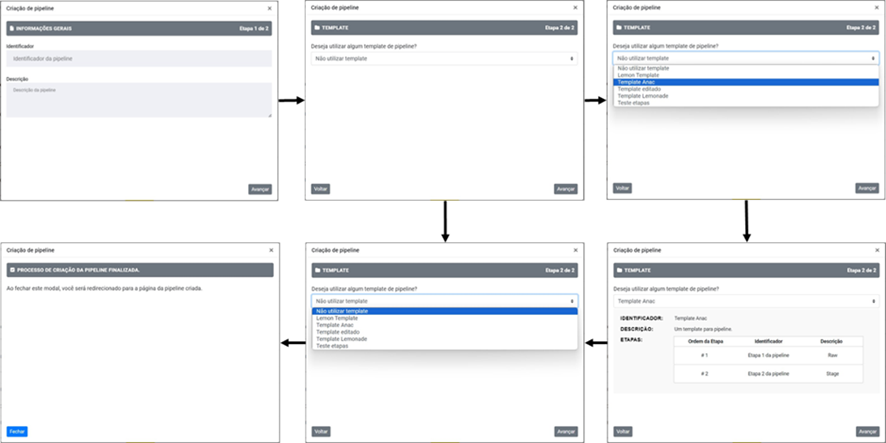 Criação de pipeline ×
INFORMAÇÕES GERAIS Etapa 1 de 2
Identificador
Identificador da pipeline
Descrição
Descrição da pipeline
Avançar
Criação de pipeline ×
TEMPLATE Etapa 2 de 2
Deseja utilizar algum template de pipeline?
Não utilizar template
Voltar Avançar
Criação de pipeline ×
TEMPLATE Etapa 2 de 2
Deseja utilizar algum template de pipeline?
Não utilizar template
Não utilizar template
Lemon Template
Template Anac
Template editado
Template Lemonade
Teste etapas
Voltar Avançar
Criação de pipeline ×
PROCESSO DE CRIAÇÃO DA PIPELINE FINALIZADA.
Ao fechar este modal, você será redirecionado para a página da pipeline criada.
Fechar
Criação de pipeline ×
TEMPLATE Etapa 2 de 2
Deseja utilizar algum template de pipeline?
Não utilizar template
Não utilizar template
Lemon Template
Template Anac
Template editado
Template Lemonade
Teste etapas
Voltar Avançar
Criação de pipeline ×
TEMPLATE Etapa 2 de 2
Deseja utilizar algum template de pipeline?
Template Anac
IDENTIFICADOR: Template Anac
DESCRIÇÃO: Um template para pipeline.
ETAPAS: Ordem da Etapa Identificador Descrição
# 1 Etapa 1 da pipeline Raw
# 2 Etapa 2 da pipeline Stage
Voltar Avançar